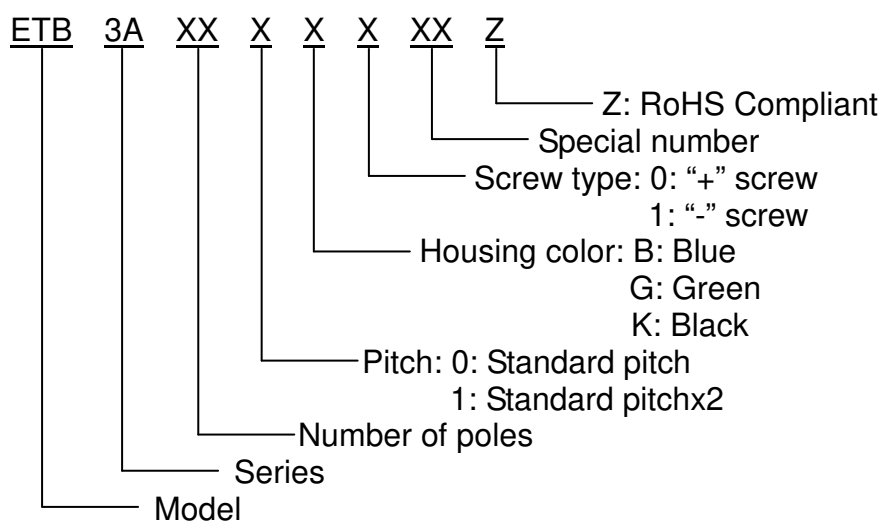 ETB 3A XX X X X XX Z
Z: RoHS Compliant
Special number
Screw type: 0: “+” screw
1: “-” screw
Housing color: B: Blue
G: Green
K: Black
Pitch: 0: Standard pitch
1: Standard pitchx2
Number of poles
Series
Model